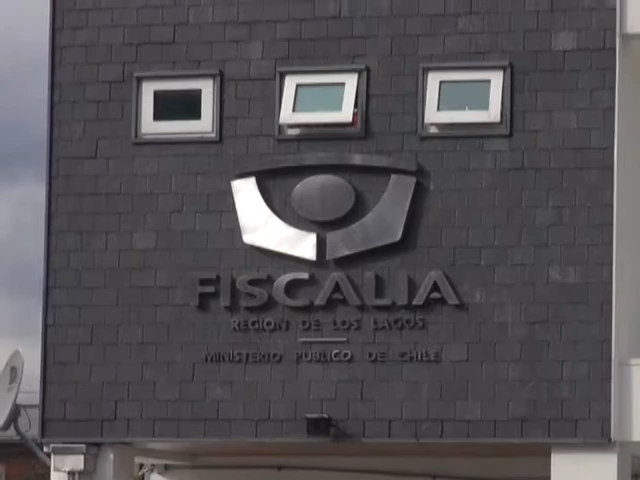 FISCALIA
REGION DE LOS LAGOS
MINISTERIO PUBLICO DE CHILE